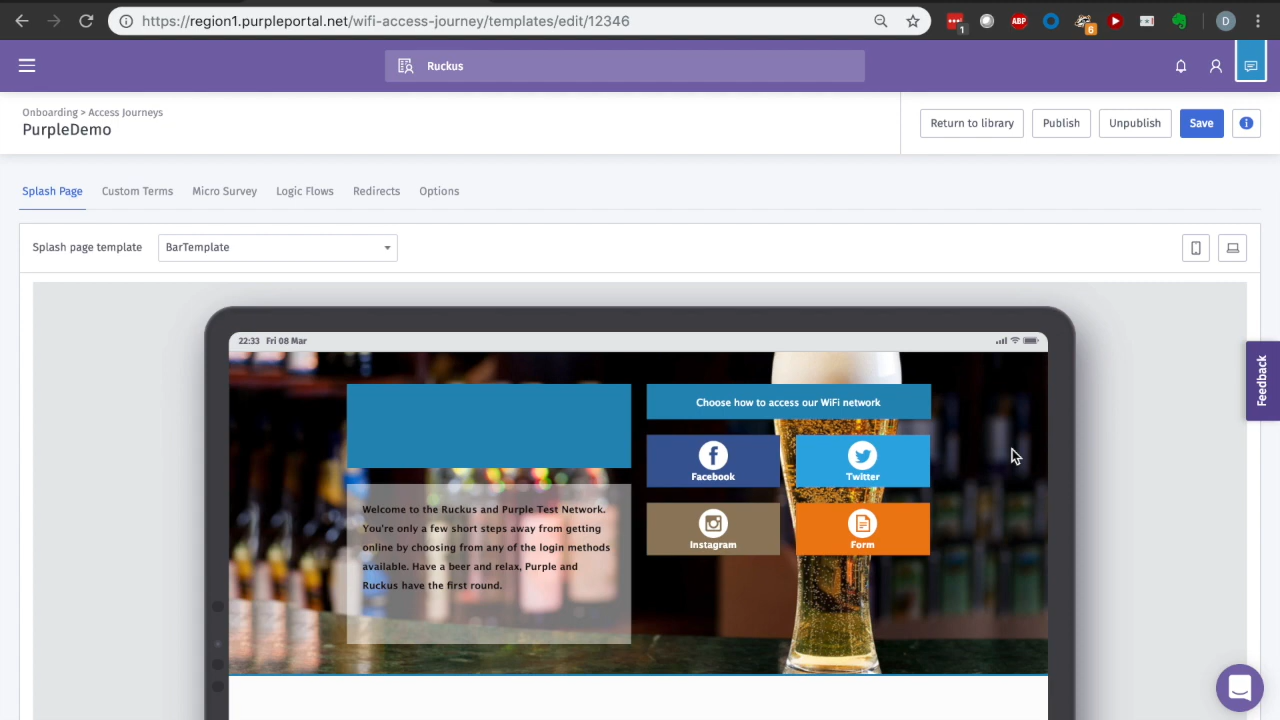 https://region1.purpleportal.net/wifi-access-journey/templates/edit/12346
1
ABP
6
D
Ruckus
Onboarding > Access Journeys
PurpleDemo
Return to library
Publish
Unpublish
Save
Splash Page
Custom Terms
Micro Survey
Logic Flows
Redirects
Options
Splash page template
BarTemplate
22:33 Fri 08 Mar
Choose how to access our WiFi network
Facebook
Twitter
Instagram
Form
Welcome to the Ruckus and Purple Test Network.
You're only a few short steps away from getting
online by choosing from any of the login methods
available. Have a beer and relax, Purple and
Ruckus have the first round.
Feedback